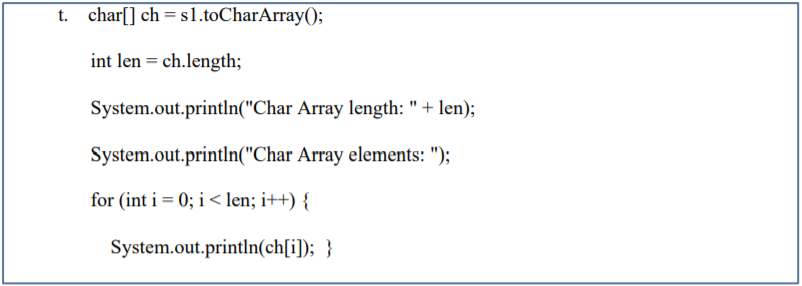 t. char[] ch = s1.toCharArray();
int len = ch.length;
System.out.println("Char Array length: " + len);
System.out.println("Char Array elements: ");
for (int i = 0; i < len; i++) {
System.out.println(ch[i]); }